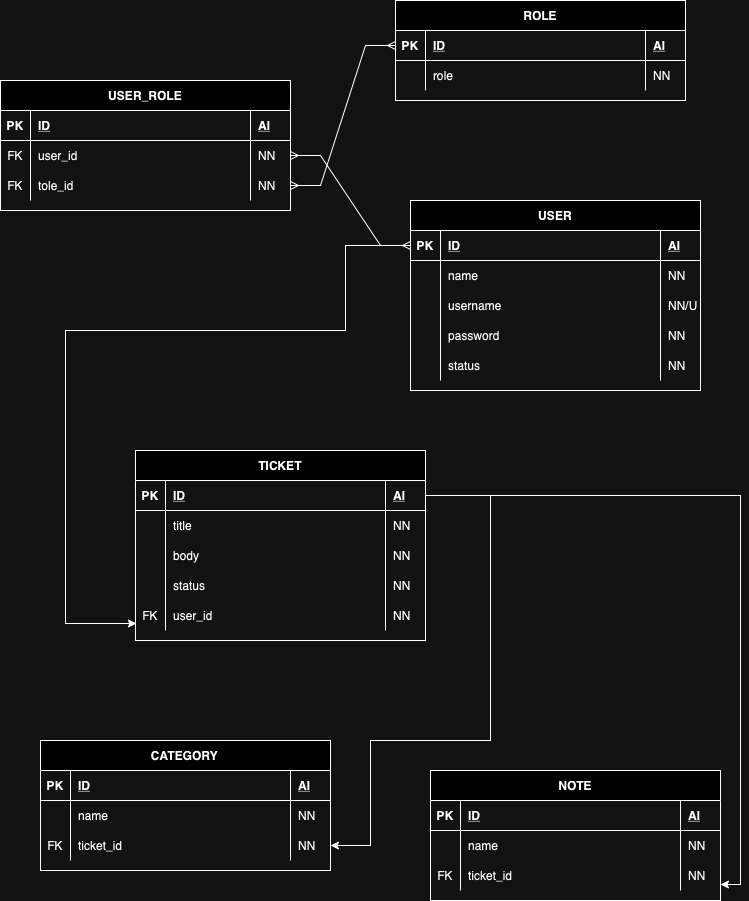 ROLE
PK ID AI
role NN
USER_ROLE
PK ID AI
FK user_id NN
FK tole_id NN
USER
PK ID AI
name NN
username NN/U
password NN
status NN
TICKET
PK ID AI
title NN
body NN
status NN
FK user_id NN
CATEGORY
PK ID AI
name NN
FK ticket_id NN
NOTE
PK ID AI
name NN
FK ticket_id NN